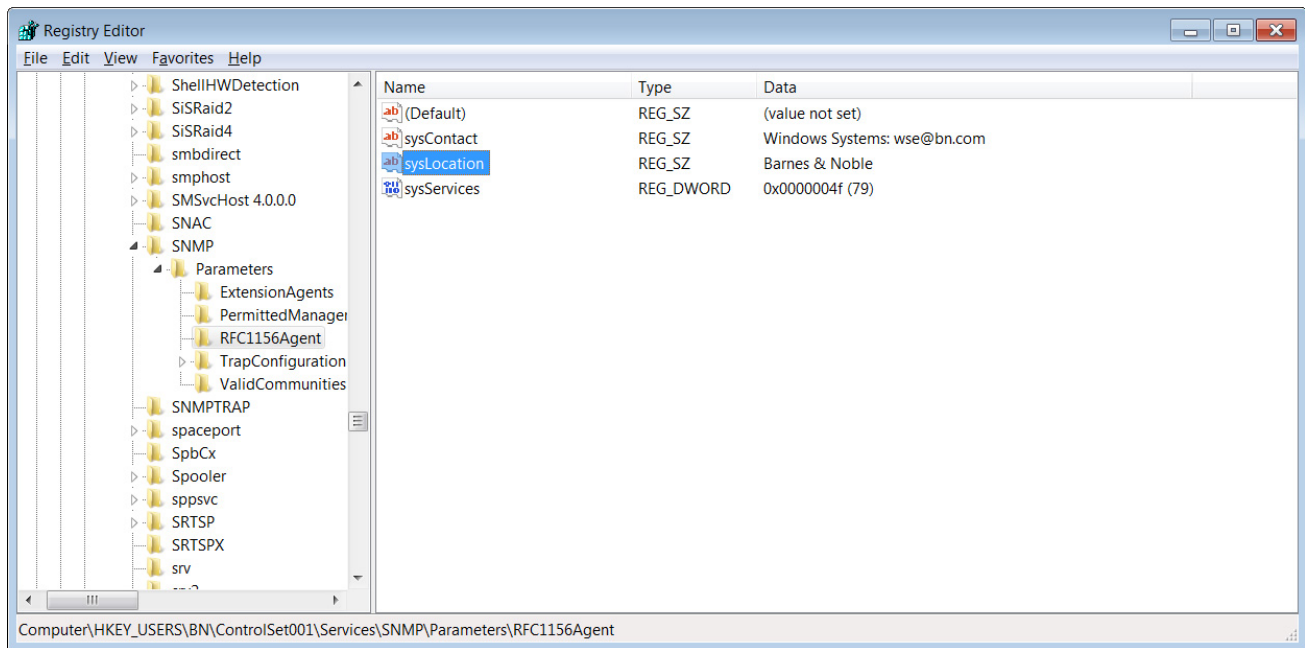 Registry Editor
File Edit View Favorites Help
Name Type Data
ShellHWDetection
SiSRaid2
SiSRaid4
smbdirect
smphost
SMSvcHost 4.0.0.0
SNAC
SNMP
Parameters
ExtensionAgents
PermittedManager
RFC1156Agent
TrapConfiguration
ValidCommunities
SNMPTRAP
spaceport
SpbCx
Spooler
sppsvc
SRTSP
SRTSPX
srv
(Default) REG_SZ (value not set)
sysContact REG_SZ Windows Systems: wse@bn.com
sysLocation REG_SZ Barnes & Noble
sysServices REG_DWORD 0x0000004f (79)
Computer\HKEY_USERS\BN\ControlSet001\Services\SNMP\Parameters\RFC1156Agent